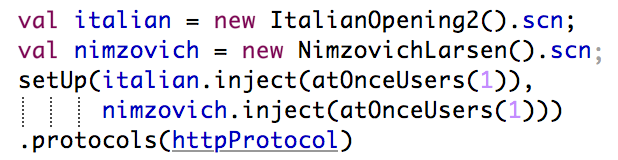 val italian = new ItalianOpening2().scn;
val nimzovich = new NimzovichLarsen().scn;
setUp(italian.inject(atOnceUsers(1)),
nimzovich.inject(atOnceUsers(1)))
.protocols(httpProtocol)